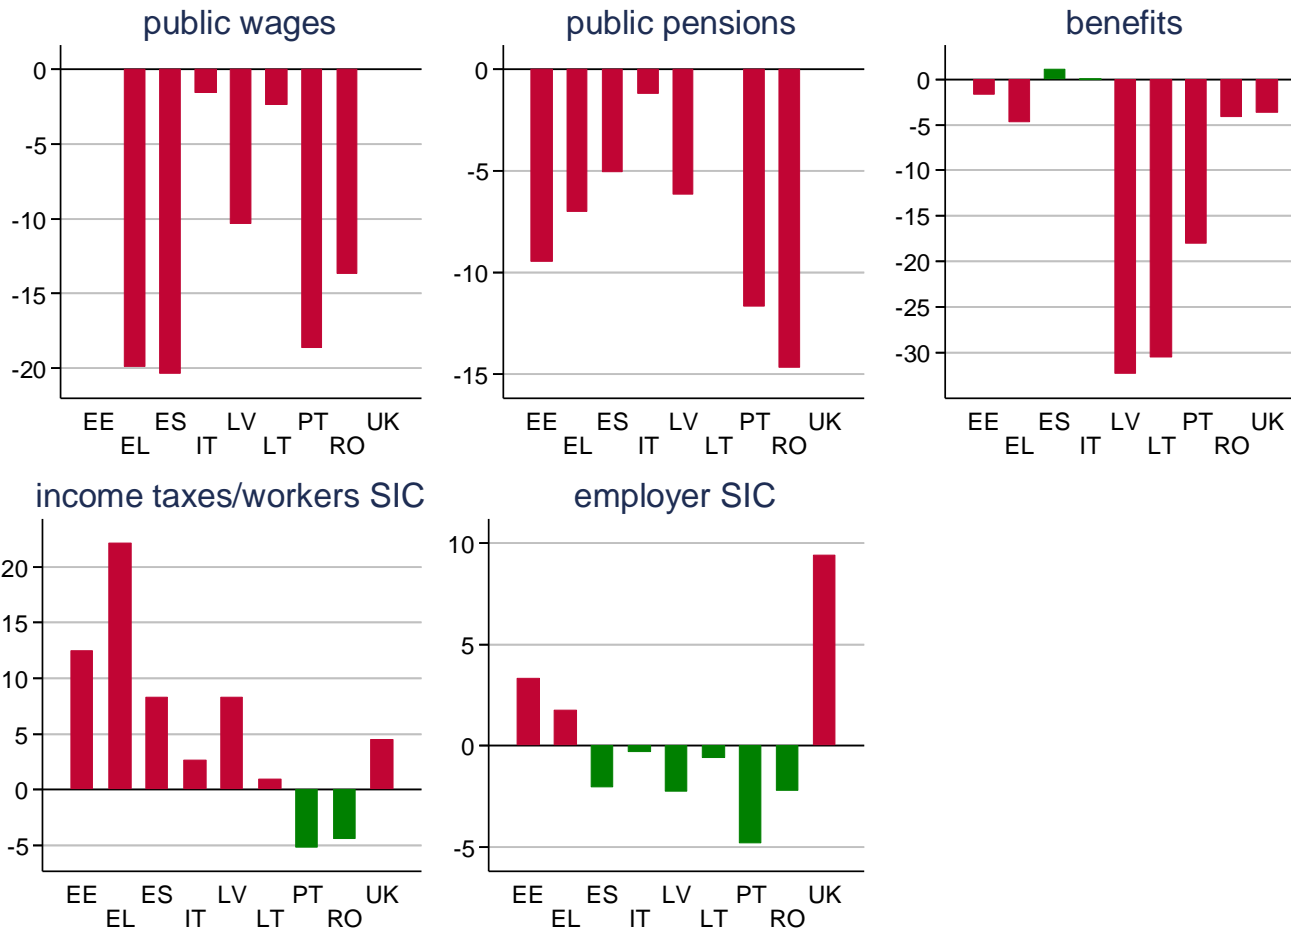 public wages
0
-5
-10
-15
-20
EE ES LV PT UK
EL IT LT RO
public pensions
0
-5
-10
-15
EE ES LV PT UK
EL IT LT RO
benefits
0
-5
-10
-15
-20
-25
-30
EE ES LV PT UK
EL IT LT RO
income taxes/workers SIC
20
15
10
5
0
-5
EE ES LV PT UK
EL IT LT RO
employer SIC
10
5
0
-5
EE ES LV PT UK
EL IT LT RO